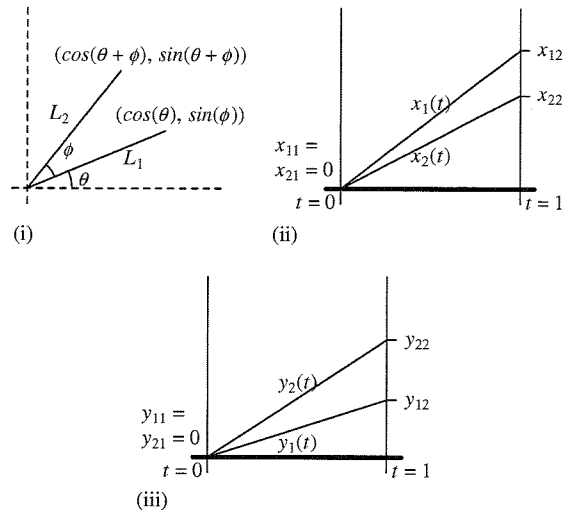 (cos(θ + ϕ), sin(θ + ϕ))
L₂
(cos(θ), sin(ϕ))
ϕ
L₁
θ
(i)
x₁₂
x₁(t)
x₂₂
x₁₁ =
x₂₁ = 0
x₂(t)
t = 0
t = 1
(ii)
y₂₂
y₂(t)
y₁₂
y₁₁ =
y₂₁ = 0
y₁(t)
t = 0
t = 1
(iii)